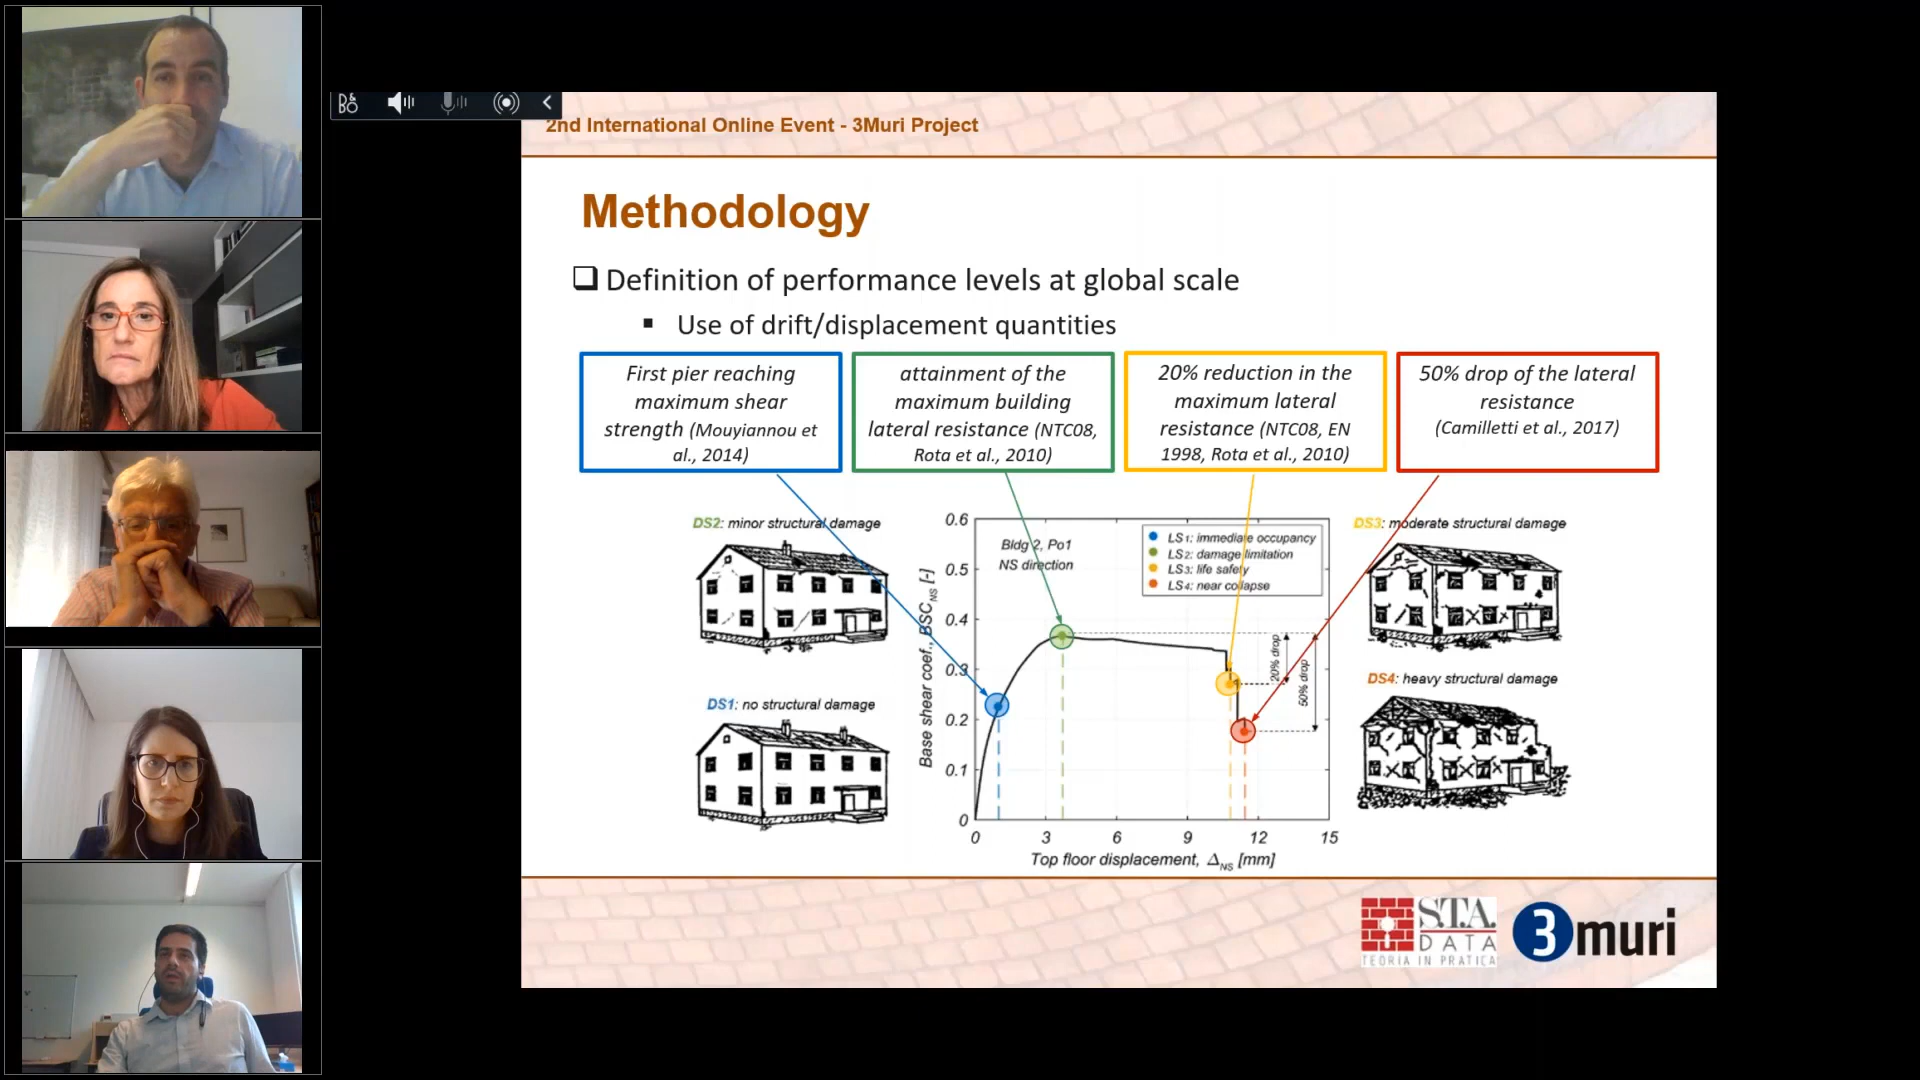 2nd International Online Event - 3Muri Project
Methodology
Definition of performance levels at global scale
Use of drift/displacement quantities
First pier reaching
maximum shear
strength (Mouyiannou et
al., 2014)
attainment of the
maximum building
lateral resistance (NTC08,
Rota et al., 2010)
20% reduction in the
maximum lateral
resistance (NTC08, EN
1998, Rota et al., 2010)
50% drop of the lateral
resistance
(Camilletti et al., 2017)
DS2: minor structural damage
DS1: no structural damage
Base shear coef., BSC_NS [-]
0.6
0.5
0.4
0.3
0.2
0.1
0
Bldg 2, Po1
NS direction
LS1: immediate occupancy
LS2: damage limitation
LS3: life safety
LS4: near collapse
20% drop
50% drop
0 3 6 9 12 15
Top floor displacement, Δ_NS [mm]
DS3: moderate structural damage
DS4: heavy structural damage
S.T.A.
DATA
TEORIA IN PRATICA
3muri